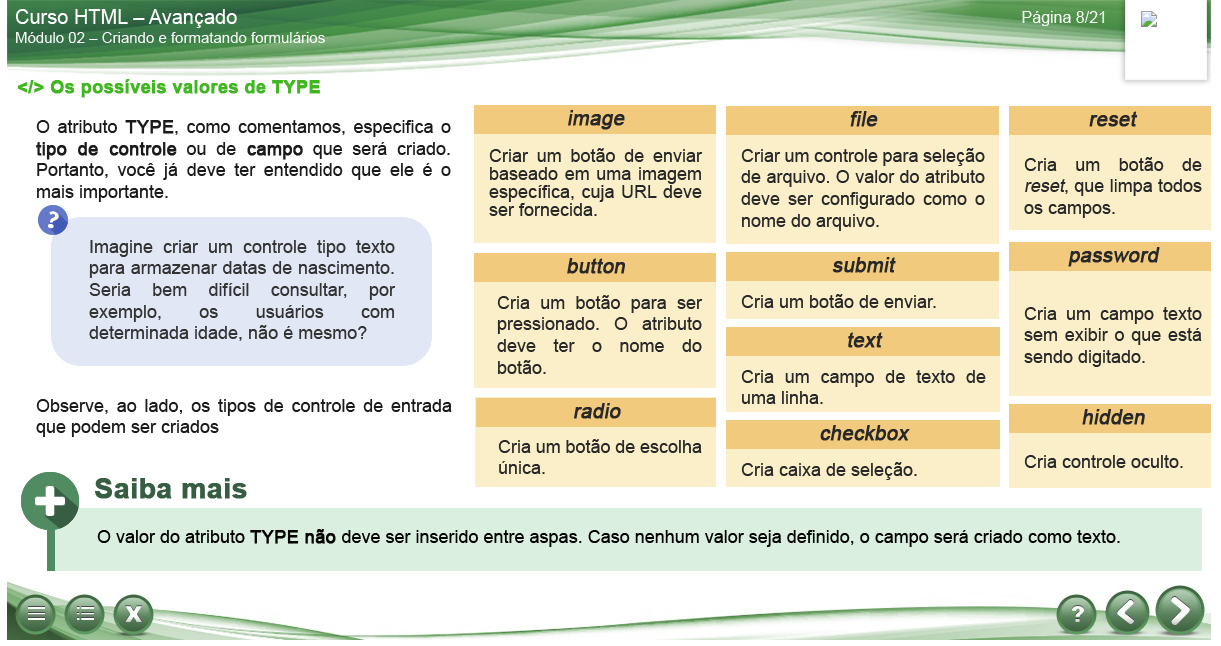 Curso HTML – Avançado
Página 8/21
Módulo 02 – Criando e formatando formulários
</> Os possíveis valores de TYPE
O atributo TYPE, como comentamos, especifica o
tipo de controle ou de campo que será criado.
Portanto, você já deve ter entendido que ele é o
mais importante.
?
Imagine criar um controle tipo texto
para armazenar datas de nascimento.
Seria bem difícil consultar, por
exemplo, os usuários com
determinada idade, não é mesmo?
Observe, ao lado, os tipos de controle de entrada
que podem ser criados
image
Criar um botão de enviar
baseado em uma imagem
específica, cuja URL deve
ser fornecida.
button
Cria um botão para ser
pressionado. O atributo
deve ter o nome do
botão.
radio
Cria um botão de escolha
única.
file
Criar um controle para seleção
de arquivo. O valor do atributo
deve ser configurado como o
nome do arquivo.
submit
Cria um botão de enviar.
text
Cria um campo de texto de
uma linha.
checkbox
Cria caixa de seleção.
reset
Cria um botão de
reset, que limpa todos
os campos.
password
Cria um campo texto
sem exibir o que está
sendo digitado.
hidden
Cria controle oculto.
Saiba mais
O valor do atributo TYPE não deve ser inserido entre aspas. Caso nenhum valor seja definido, o campo será criado como texto.
X
?